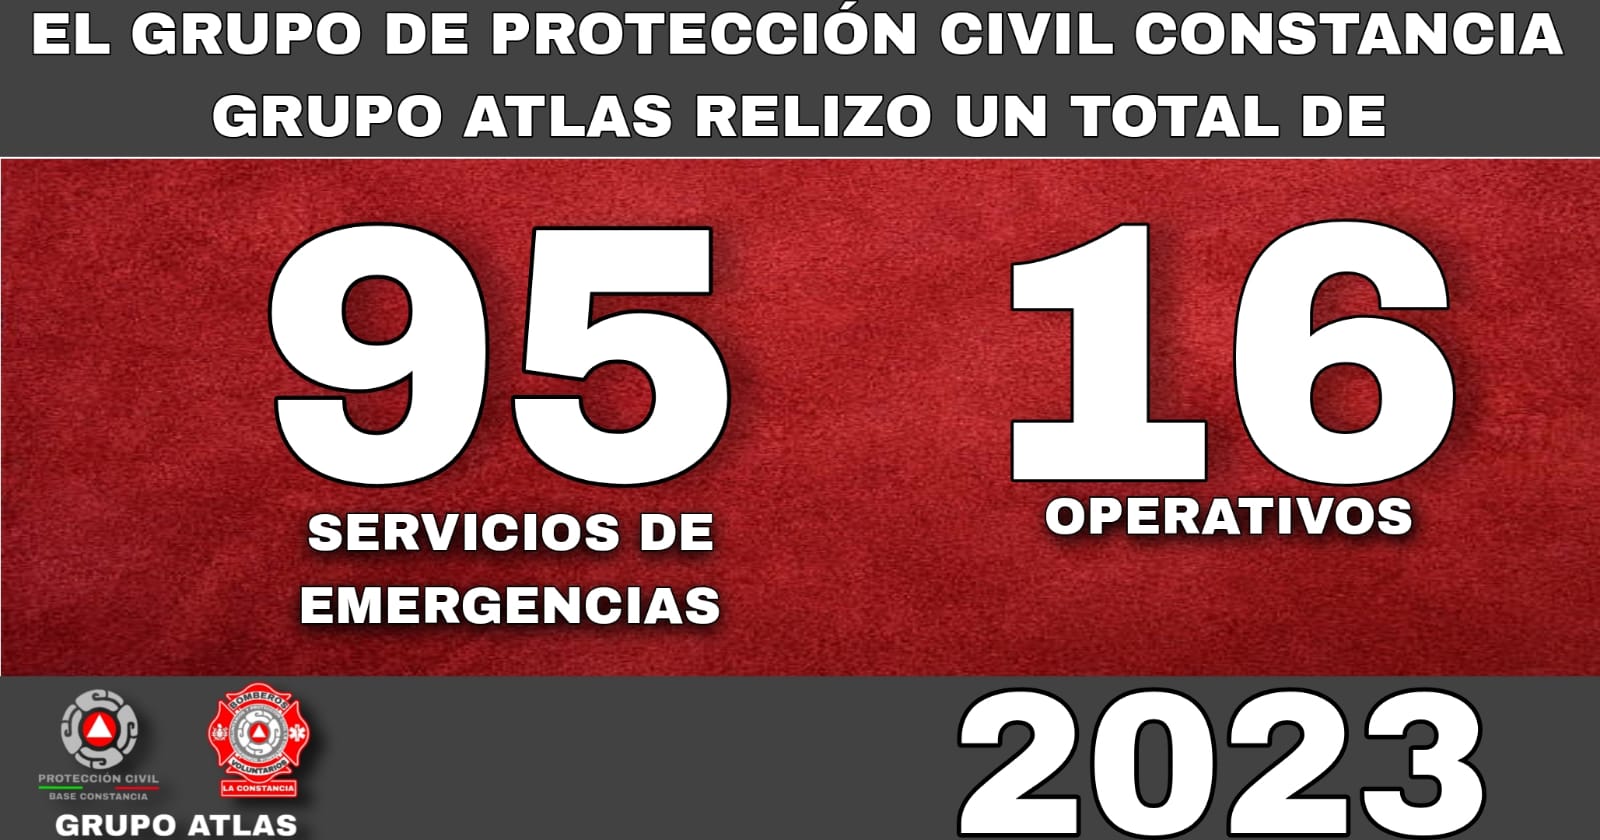 EL GRUPO DE PROTECCIÓN CIVIL CONSTANCIA
GRUPO ATLAS RELIZO UN TOTAL DE
95
SERVICIOS DE
EMERGENCIAS
16
OPERATIVOS
PROTECCIÓN CIVIL
BASE CONSTANCIA
BOMBEROS
VOLUNTARIOS
LA CONSTANCIA
GRUPO ATLAS
2023